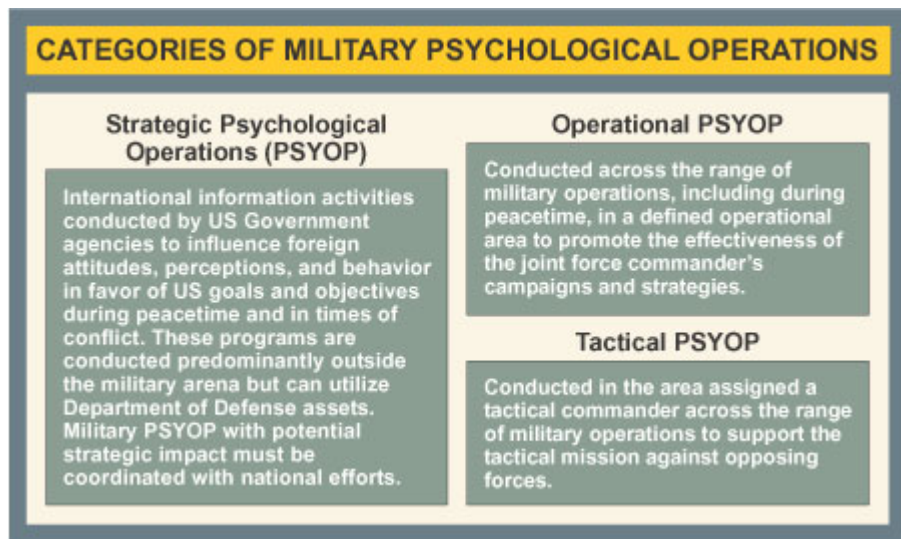 CATEGORIES OF MILITARY PSYCHOLOGICAL OPERATIONS
Strategic Psychological
Operations (PSYOP)
International information activities
conducted by US Government
agencies to influence foreign
attitudes, perceptions, and behavior
in favor of US goals and objectives
during peacetime and in times of
conflict. These programs are
conducted predominantly outside
the military arena but can utilize
Department of Defense assets.
Military PSYOP with potential
strategic impact must be
coordinated with national efforts.
Operational PSYOP
Conducted across the range of
military operations, including during
peacetime, in a defined operational
area to promote the effectiveness of
the joint force commander's
campaigns and strategies.
Tactical PSYOP
Conducted in the area assigned a
tactical commander across the range
of military operations to support the
tactical mission against opposing
forces.